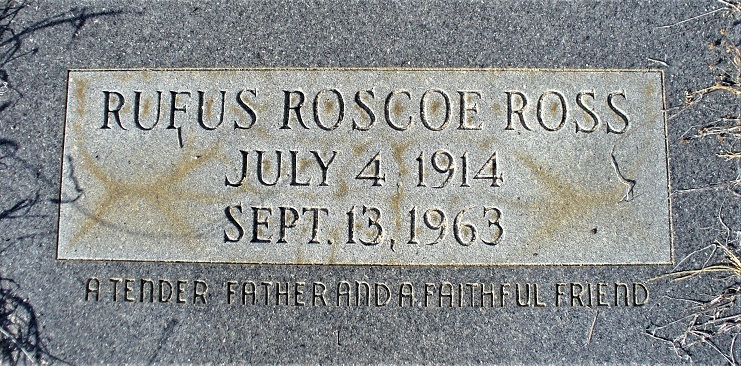 RUFUS ROSCOE ROSS
JULY 4, 1914
SEPT. 13, 1963
A TENDER FATHER AND A FAITHFUL FRIEND